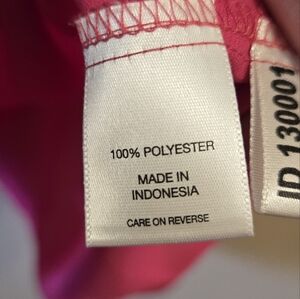 100% POLYESTER
MADE IN
INDONESIA
CARE ON REVERSE
ID 130001